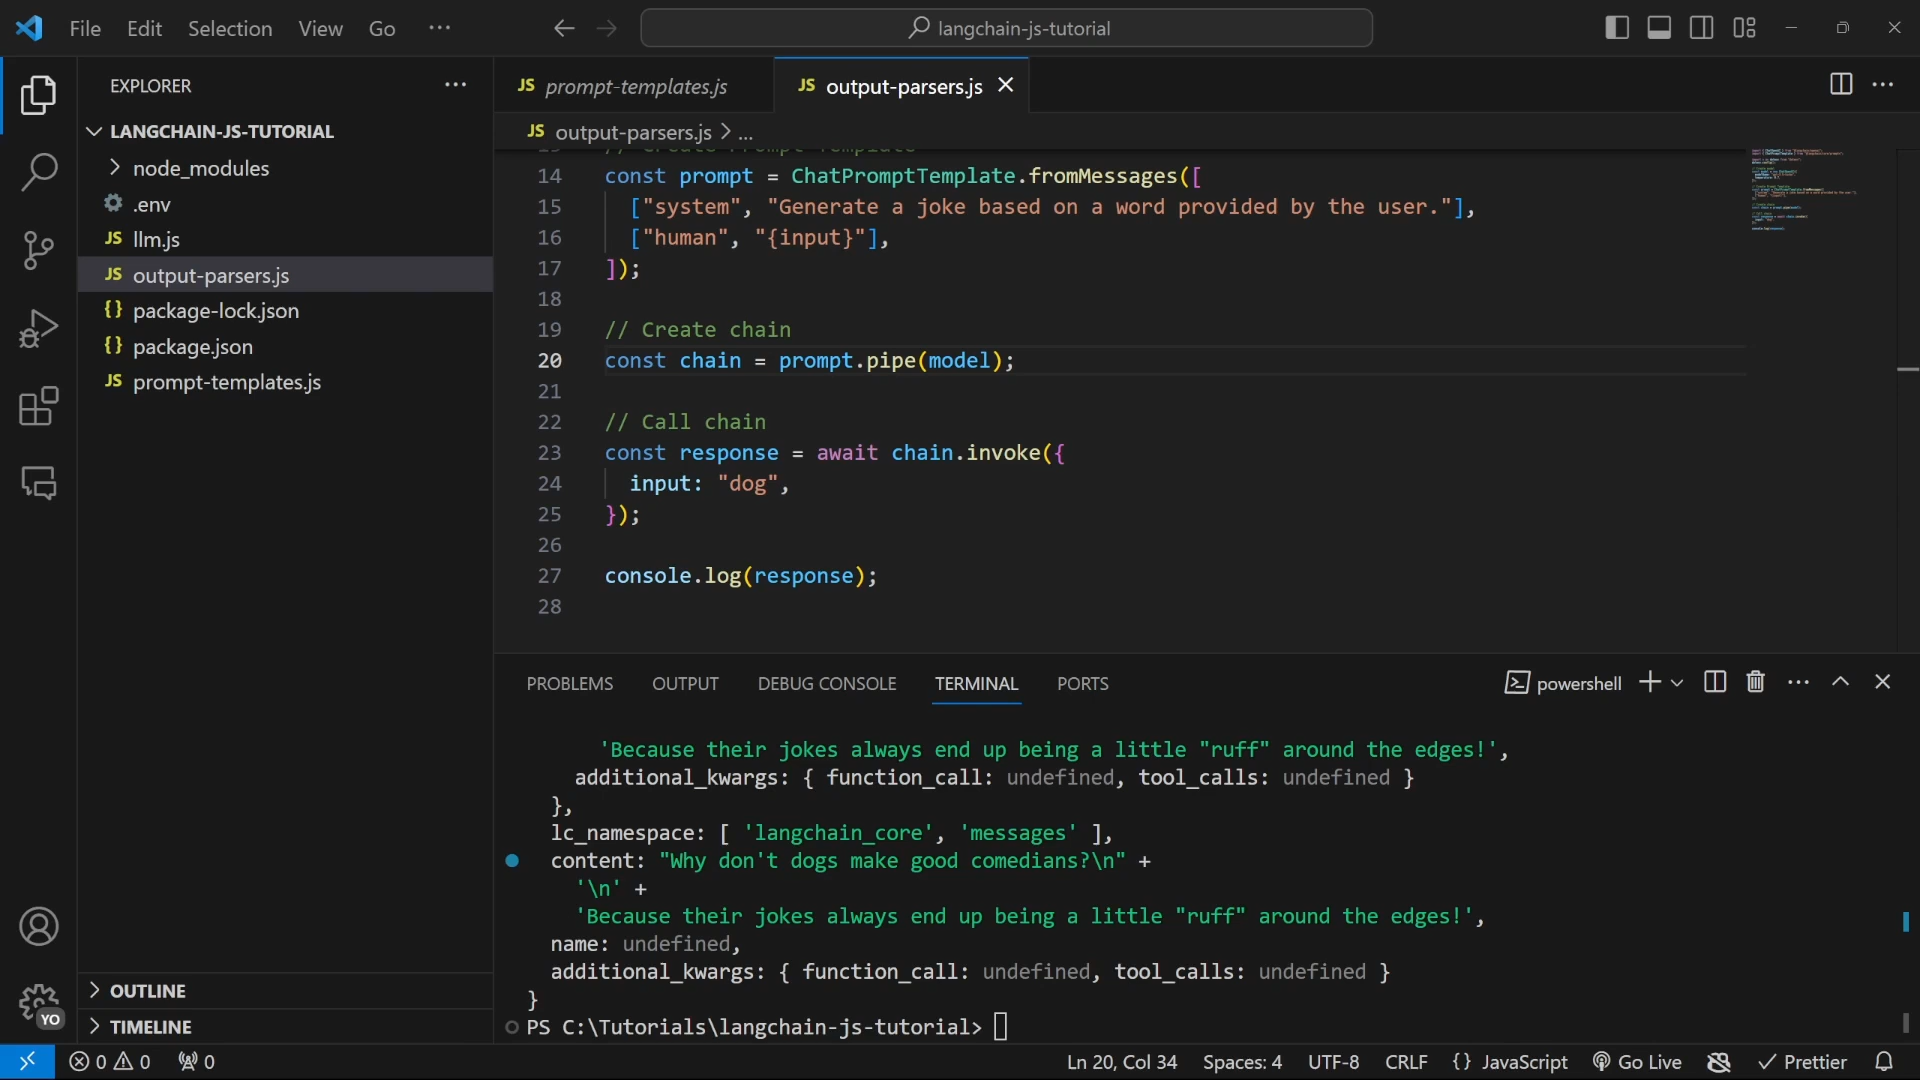 File Edit Selection View Go ···
langchain-js-tutorial
EXPLORER ···
LANGCHAIN-JS-TUTORIAL
node_modules
.env
JS llm.js
JS output-parsers.js
{} package-lock.json
{} package.json
JS prompt-templates.js
OUTLINE
TIMELINE
YO
JS prompt-templates.js
JS output-parsers.js
JS output-parsers.js > ...
14 const prompt = ChatPromptTemplate.fromMessages([
15 ["system", "Generate a joke based on a word provided by the user."],
16 ["human", "{input}"],
17 ]);
18
19 // Create chain
20 const chain = prompt.pipe(model);
21
22 // Call chain
23 const response = await chain.invoke({
24 input: "dog",
25 });
26
27 console.log(response);
28
PROBLEMS OUTPUT DEBUG CONSOLE TERMINAL PORTS
powershell
'Because their jokes always end up being a little "ruff" around the edges!',
additional_kwargs: { function_call: undefined, tool_calls: undefined }
},
lc_namespace: [ 'langchain_core', 'messages' ],
content: "Why don't dogs make good comedians?\n" +
'\n' +
'Because their jokes always end up being a little "ruff" around the edges!',
name: undefined,
additional_kwargs: { function_call: undefined, tool_calls: undefined }
}
PS C:\Tutorials\langchain-js-tutorial>
0 0 0
Ln 20, Col 34 Spaces: 4 UTF-8 CRLF {} JavaScript Go Live Prettier